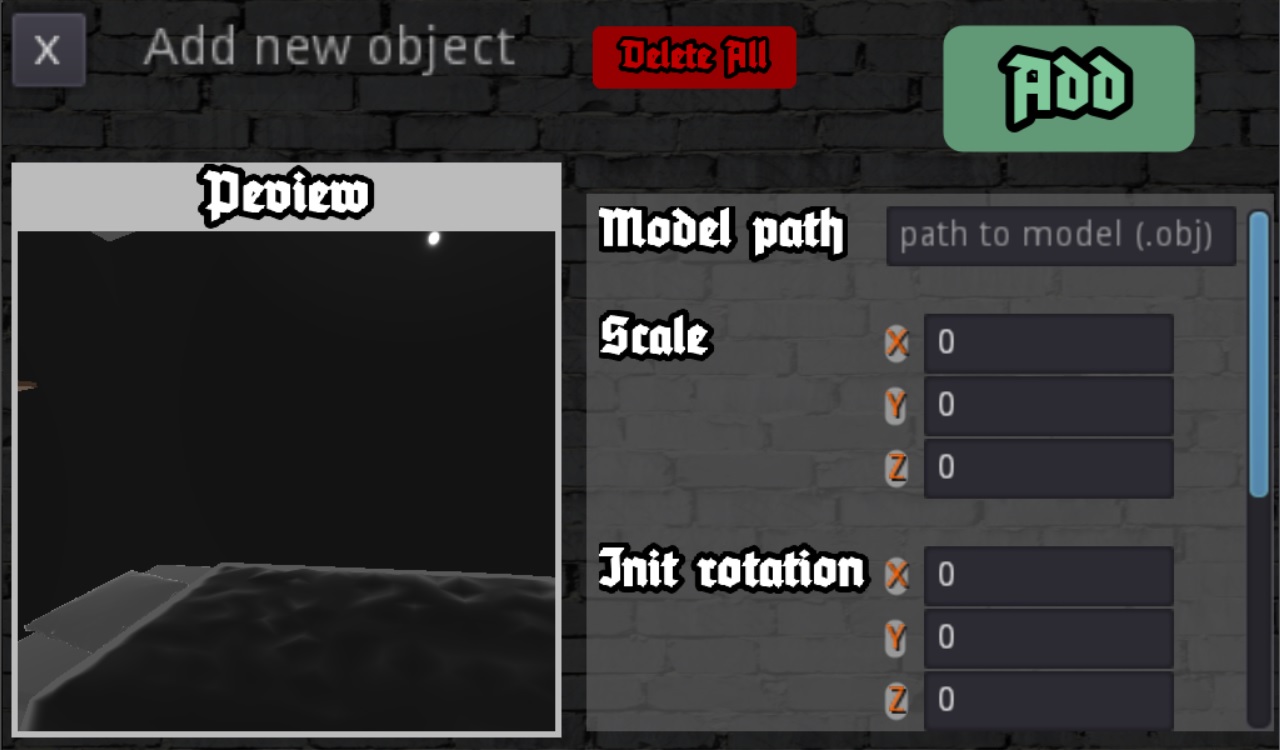 X
Add new object
Delete All
Add
Peview
Model path
path to model (.obj)
Scale
X 0
Y 0
Z 0
Init rotation
X 0
Y 0
Z 0